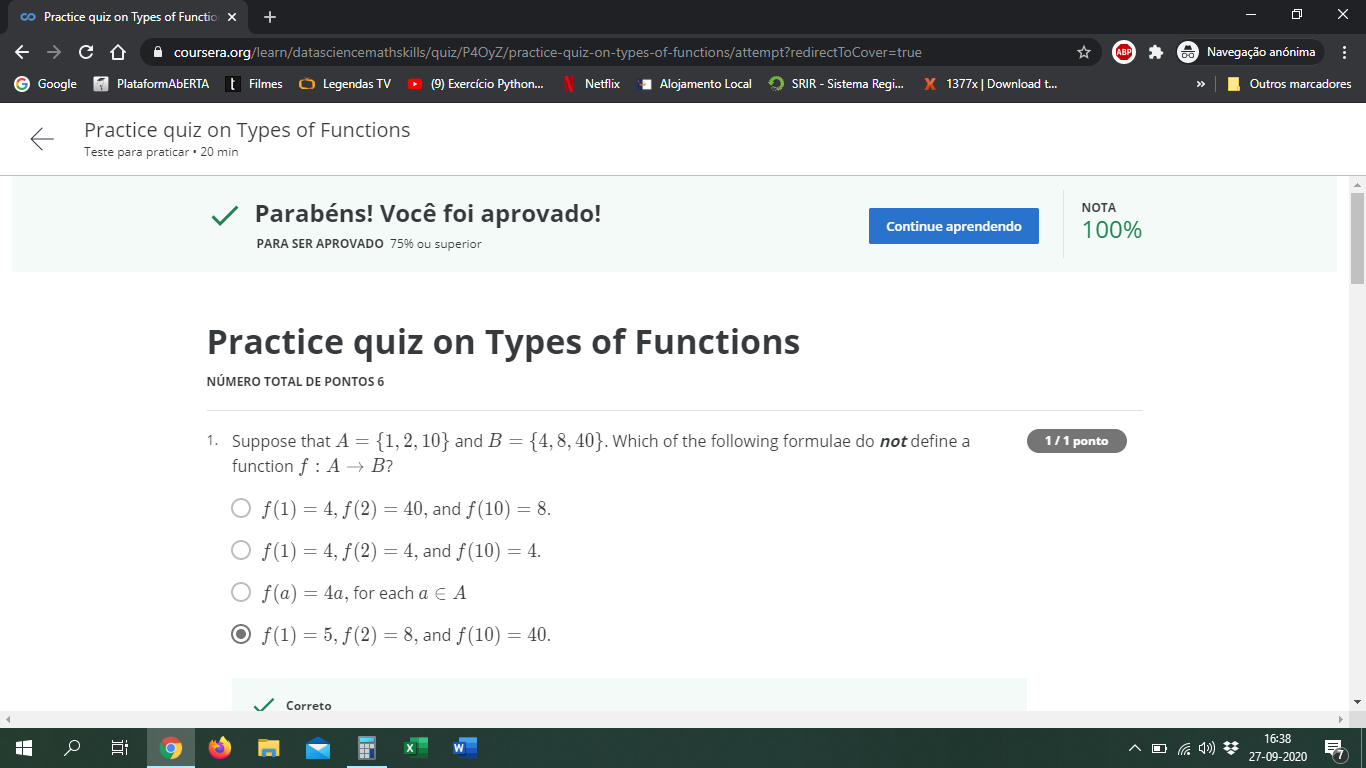 Practice quiz on Types of Functio
coursera.org/learn/datasciencemathskills/quiz/P4OyZ/practice-quiz-on-types-of-functions/attempt?redirectToCover=true
ABP
Navegação anónima
Google
PlataformAbERTA
Filmes
Legendas TV
(9) Exercício Python...
Netflix
Alojamento Local
SRIR - Sistema Regi...
1377x | Download t...
»
Outros marcadores
Practice quiz on Types of Functions
Teste para praticar • 20 min
Parabéns! Você foi aprovado!
PARA SER APROVADO 75% ou superior
Continue aprendendo
NOTA
100%
Practice quiz on Types of Functions
NÚMERO TOTAL DE PONTOS 6
1. Suppose that A = {1, 2, 10} and B = {4, 8, 40}. Which of the following formulae do not define a
function f : A → B?
1 / 1 ponto
f(1) = 4, f(2) = 40, and f(10) = 8.
f(1) = 4, f(2) = 4, and f(10) = 4.
f(a) = 4a, for each a ∈ A
f(1) = 5, f(2) = 8, and f(10) = 40.
Correto
16:38
27-09-2020
7